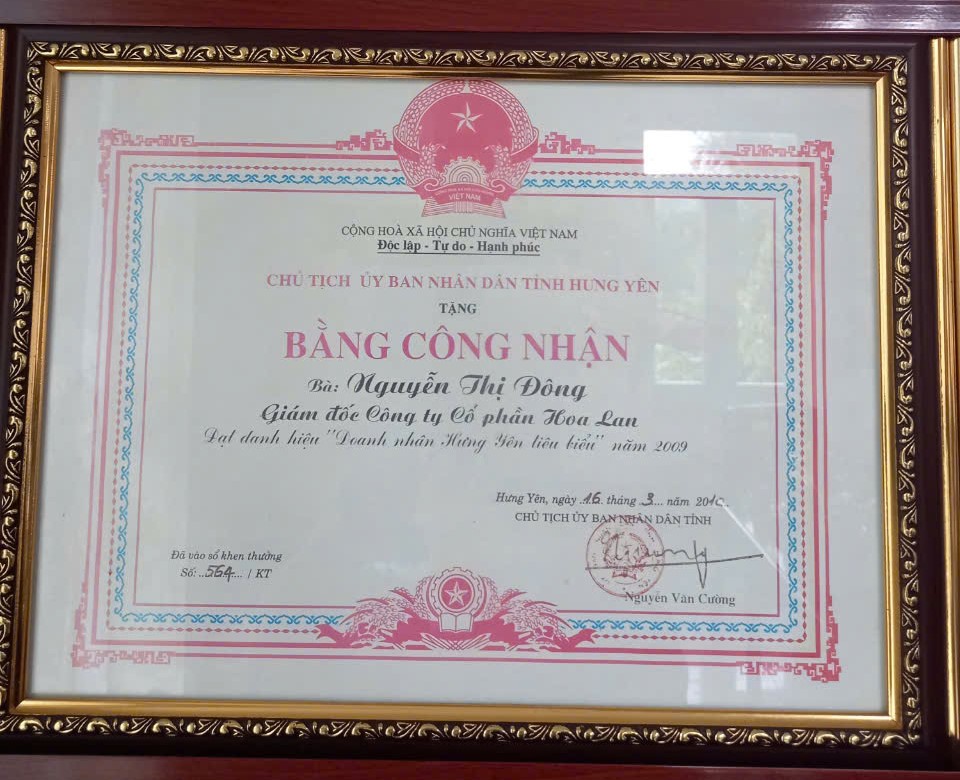 VIỆT NAM
CỘNG HOÀ XÃ HỘI CHỦ NGHĨA VIỆT NAM
Độc lập - Tự do - Hạnh phúc
CHỦ TỊCH ỦY BAN NHÂN DÂN TỈNH HƯNG YÊN
TẶNG
BẰNG CÔNG NHẬN
Bà: Nguyễn Thị Đông
Giám đốc Công ty Cổ phần Hoa Lan
Đạt danh hiệu "Doanh nhân Hưng Yên tiêu biểu" năm 2009
Hưng Yên, ngày 16 tháng 3 năm 2010
CHỦ TỊCH ỦY BAN NHÂN DÂN TỈNH
Đã vào sổ khen thưởng
Số: ..564.... / KT
Nguyễn Văn Cường